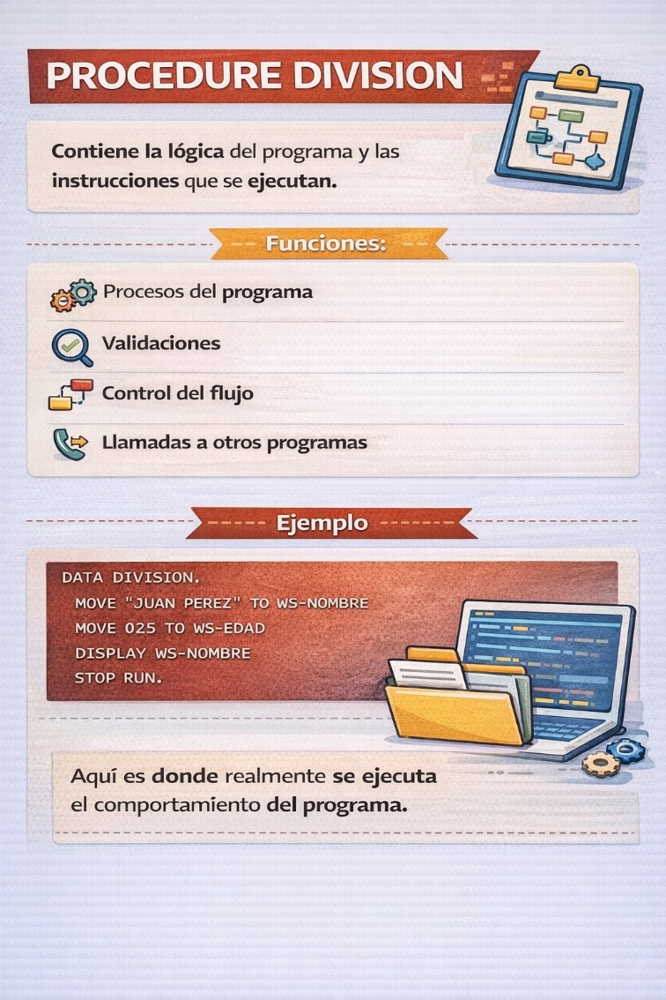 PROCEDURE DIVISION
Contiene la lógica del programa y las
instrucciones que se ejecutan.
Funciones:
Procesos del programa
Validaciones
Control del flujo
Llamadas a otros programas
Ejemplo
DATA DIVISION.
MOVE "JUAN PEREZ" TO WS-NOMBRE
MOVE 025 TO WS-EDAD
DISPLAY WS-NOMBRE
STOP RUN.
Aquí es donde realmente se ejecuta
el comportamiento del programa.